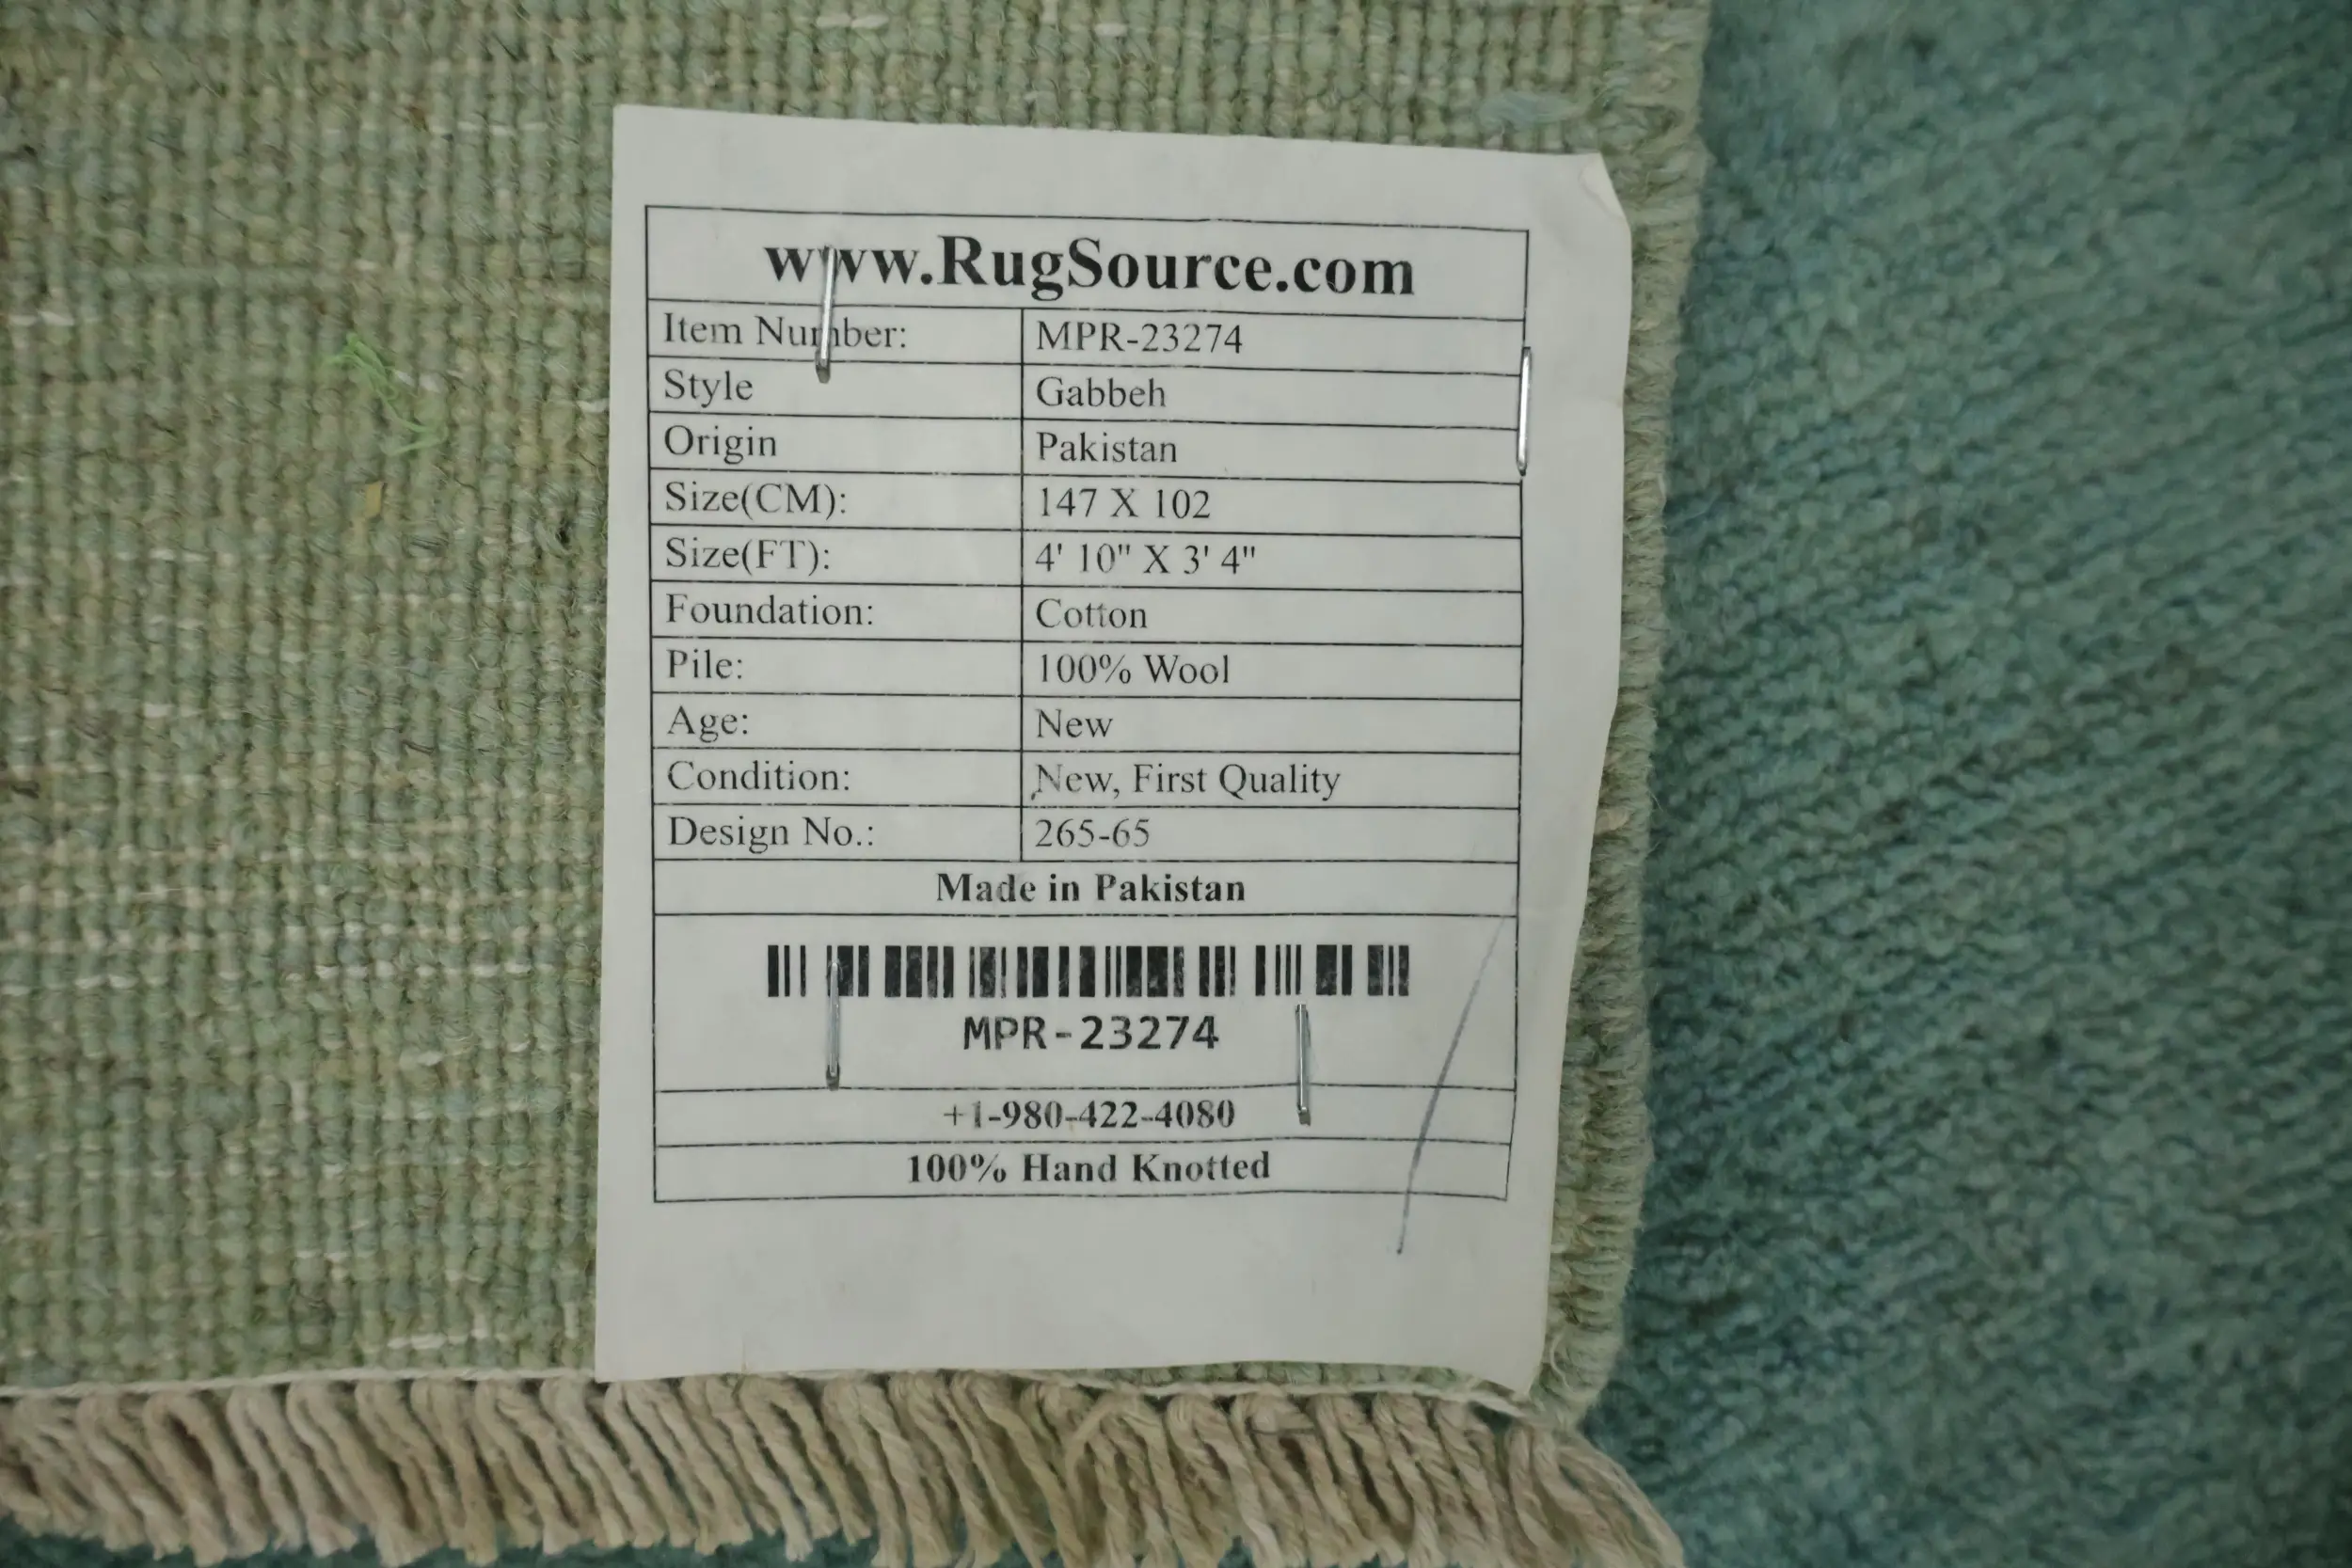 www.RugSource.com
Item Number: MPR-23274
Style Gabbeh
Origin Pakistan
Size(CM): 147 X 102
Size(FT): 4' 10" X 3' 4"
Foundation: Cotton
Pile: 100% Wool
Age: New
Condition: New, First Quality
Design No.: 265-65
Made in Pakistan
MPR-23274
+1-980-422-4080
100% Hand Knotted